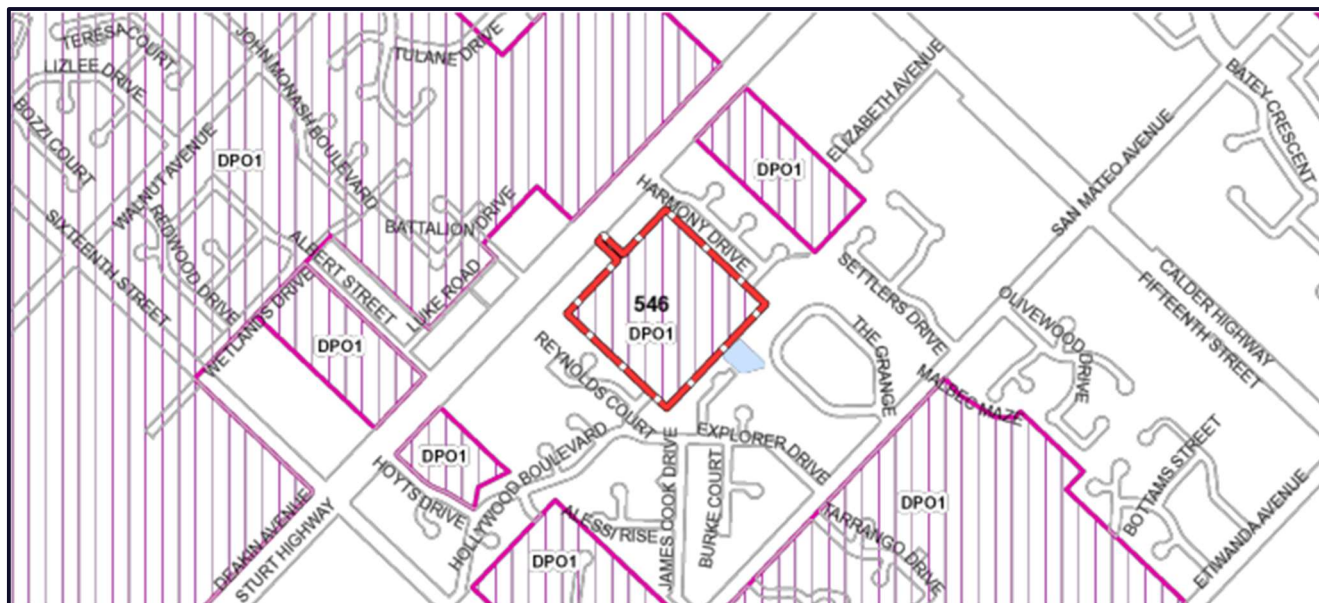 TERESA COURT
LIZLEE DRIVE
BOZZI COURT
JOHN MONASH BOULEVARD
TULANE DRIVE
DPO1
WALNUT AVENUE
REDWOOD DRIVE
SIXTEENTH STREET
BATTALION DRIVE
ALBERT STREET
LUKE ROAD
WETLANDS DRIVE
DPO1
DEAKIN AVENUE
STURT HIGHWAY
DPO1
ELIZABETH AVENUE
HARMONY DRIVE
546
DPO1
SETTLERS DRIVE
SAN MATEO AVENUE
BATEY CRESCENT
CALDER HIGHWAY
FIFTEENTH STREET
OLIVEWOOD DRIVE
THE GRANGE
MALBEC MAZE
REYNOLDS COURT
EXPLORER DRIVE
DPO1
HOYTS DRIVE
HOLLYWOOD BOULEVARD
ALESSI RISE
DPO1
JAMES COOK DRIVE
BURKE COURT
DPO1
TARRANGO DRIVE
BOTTAMS STREET
ETIWANDA AVENUE